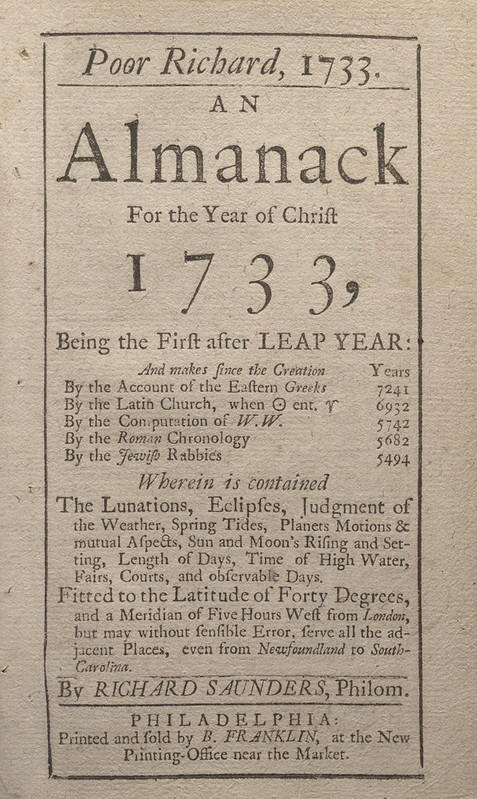 Poor Richard, 1733.
AN
Almanack
For the Year of Chriſt
1733,
Being the Firſt after LEAP YEAR:
And makes ſince the Creation Years
By the Account of the Eaſtern Greeks 7241
By the Latin Church, when ☉ ent. ♈ 6932
By the Computation of W.W. 5742
By the Roman Chronology 5682
By the Jewiſh Rabbies 5494
Wherein is contained
The Lunations, Eclipſes, Judgment of
the Weather, Spring Tides, Planets Motions &
mutual Aſpects, Sun and Moon's Riſing and Set-
ting, Length of Days, Time of High Water,
Fairs, Courts, and obſervable Days.
Fitted to the Latitude of Forty Degrees,
and a Meridian of Five Hours Weſt from London,
but may without ſenſible Error, ſerve all the ad-
jacent Places, even from Newfoundland to South-
Carolina.
By RICHARD SAUNDERS, Philom.
PHILADELPHIA:
Printed and ſold by B. FRANKLIN, at the New
Printing-Office near the Market.